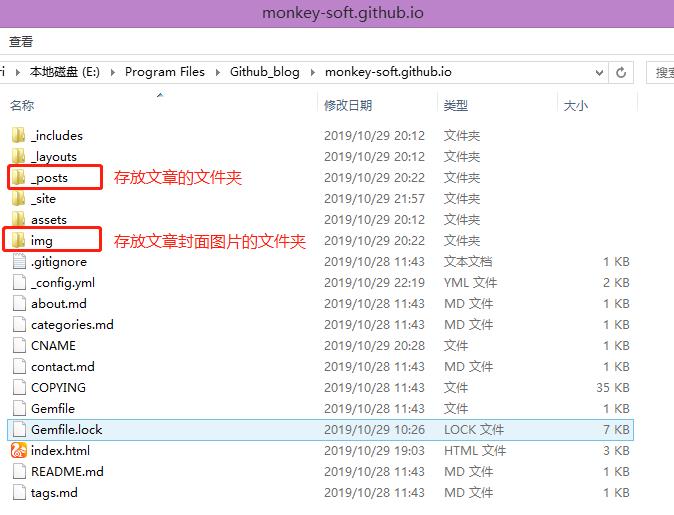 monkey-soft.github.io
查看
ri 本地磁盘 (E:) Program Files Github_blog monkey-soft.github.io 搜索
名称 修改日期 类型 大小
_includes 2019/10/29 20:12 文件夹
_layouts 2019/10/29 20:12 文件夹
_posts 存放文章的文件夹 2019/10/29 20:22 文件夹
_site 2019/10/29 21:57 文件夹
assets 2019/10/29 20:12 文件夹
img 存放文章封面图片的文件夹 2019/10/29 20:22 文件夹
.gitignore 2019/10/28 11:43 文本文档 1 KB
_config.yml 2019/10/29 22:19 YML 文件 2 KB
about.md 2019/10/28 11:43 MD 文件 1 KB
categories.md 2019/10/28 11:43 MD 文件 1 KB
CNAME 2019/10/29 20:28 文件 1 KB
contact.md 2019/10/28 11:43 MD 文件 1 KB
COPYING 2019/10/28 11:43 文件 35 KB
Gemfile 2019/10/28 11:43 文件 1 KB
Gemfile.lock 2019/10/29 10:26 LOCK 文件 7 KB
index.html 2019/10/29 19:03 HTML 文件 3 KB
README.md 2019/10/28 11:43 MD 文件 1 KB
tags.md 2019/10/28 11:43 MD 文件 1 KB